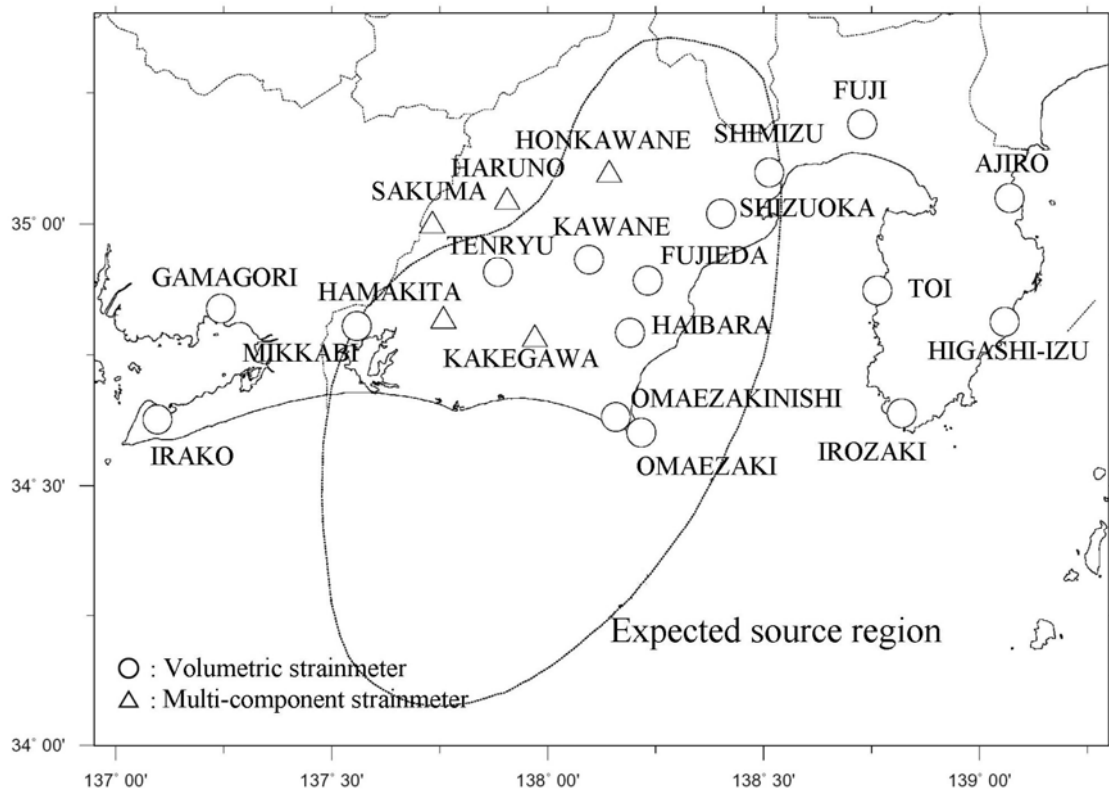 FUJI
SHIMIZU
HONKAWANE
AJIRO
HARUNO
SAKUMA
35° 00'
SHIZUOKA
KAWANE
TENRYU
FUJIEDA
GAMAGORI
HAMAKITA
TOI
HAIBARA
HIGASHI-IZU
MIKKABI
KAKEGAWA
OMAEZAKINISHI
IROZAKI
IRAKO
OMAEZAKI
34° 30'
Expected source region
: Volumetric strainmeter
: Multi-component strainmeter
34° 00'
137° 00' 137° 30' 138° 00' 138° 30' 139° 00'